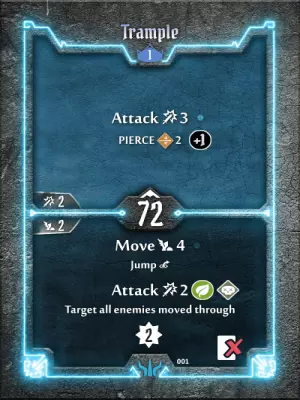 Trample
1
Attack 3
PIERCE 2 +1
2
72
2
Move 4
Jump
Attack 2
Target all enemies moved through
2
001